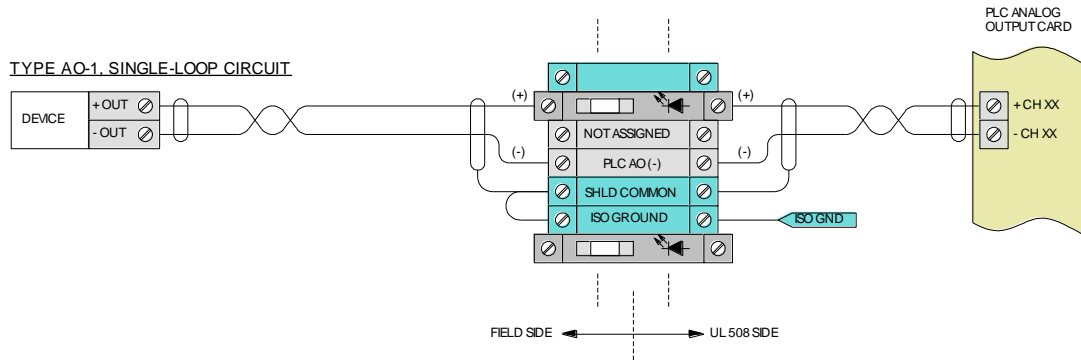 PLC ANALOG
OUTPUT CARD
TYPE AO-1, SINGLE-LOOP CIRCUIT
DEVICE
+ OUT
- OUT
(+)
(+)
+ CH XX
- CH XX
NOT ASSIGNED
(-)
PLC AO (-)
(-)
SHLD COMMON
ISO GROUND
ISO GND
FIELD SIDE
UL 508 SIDE